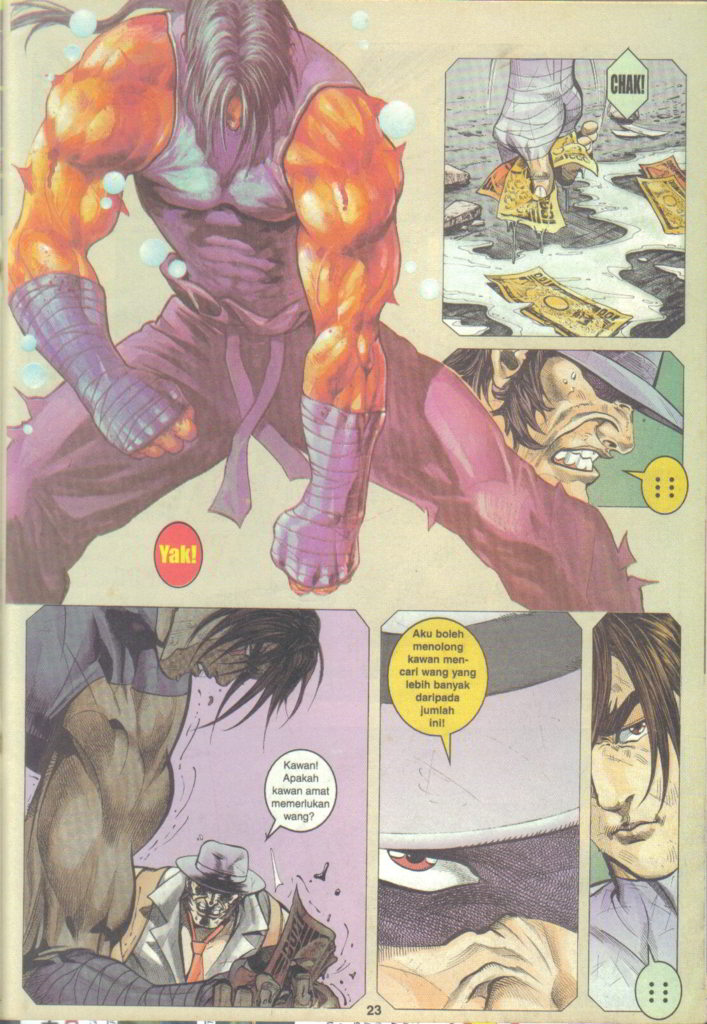 CHAK!
Yak!
Kawan!
Apakah
kawan amat
memerlukan
wang?
Aku boleh
menolong
kawan men-
cari wang yang
lebih banyak
daripada
jumlah
ini!
23